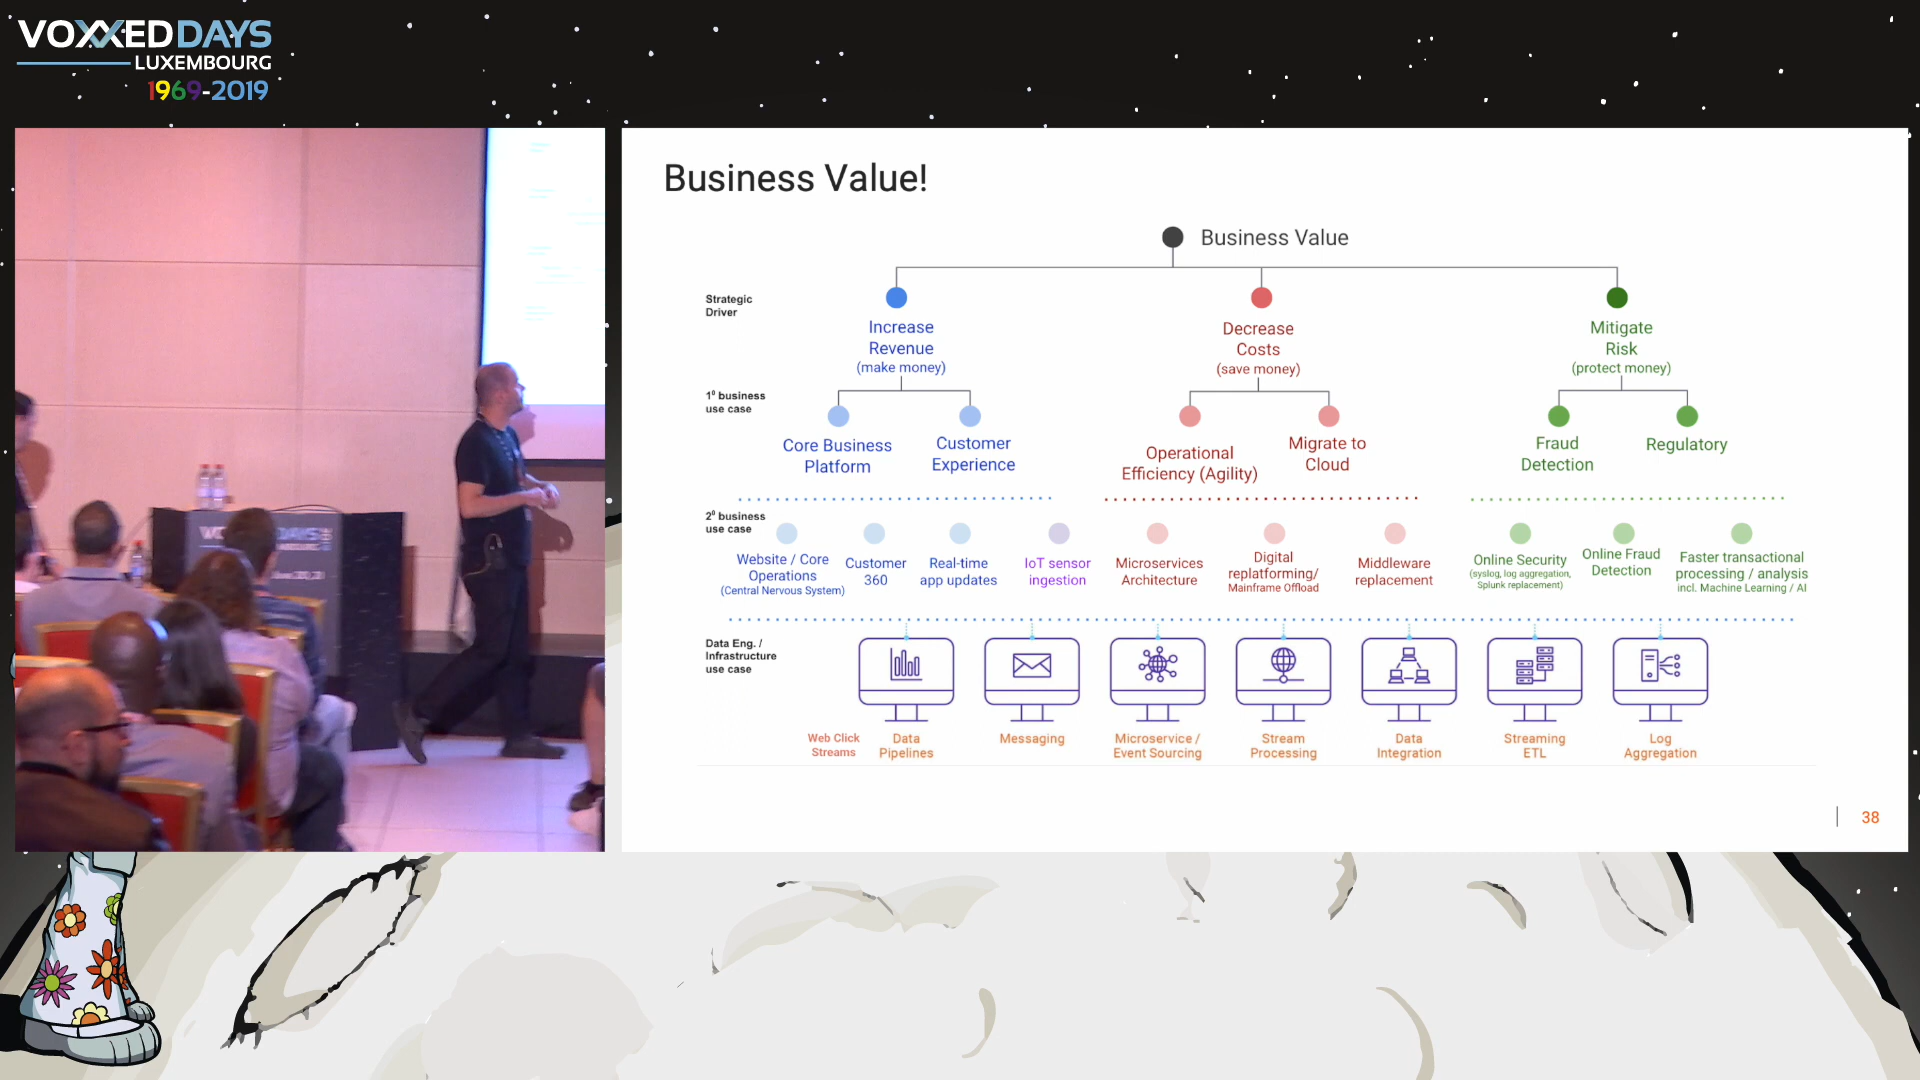 VOXXEDDAYS
LUXEMBOURG
1969-2019
Business Value!
Business Value
Strategic
Driver
Increase
Revenue
(make money)
Decrease
Costs
(save money)
Mitigate
Risk
(protect money)
1⁰ business
use case
Core Business
Platform
Customer
Experience
Operational
Efficiency (Agility)
Migrate to
Cloud
Fraud
Detection
Regulatory
2⁰ business
use case
Website / Core
Operations
(Central Nervous System)
Customer
360
Real-time
app updates
IoT sensor
ingestion
Microservices
Architecture
Digital
replatforming/
Mainframe Offload
Middleware
replacement
Online Security
(syslog, log aggregation,
Splunk replacement)
Online Fraud
Detection
Faster transactional
processing / analysis
incl. Machine Learning / AI
Data Eng. /
Infrastructure
use case
Web Click
Streams
Data
Pipelines
Messaging
Microservice /
Event Sourcing
Stream
Processing
Data
Integration
Streaming
ETL
Log
Aggregation
38